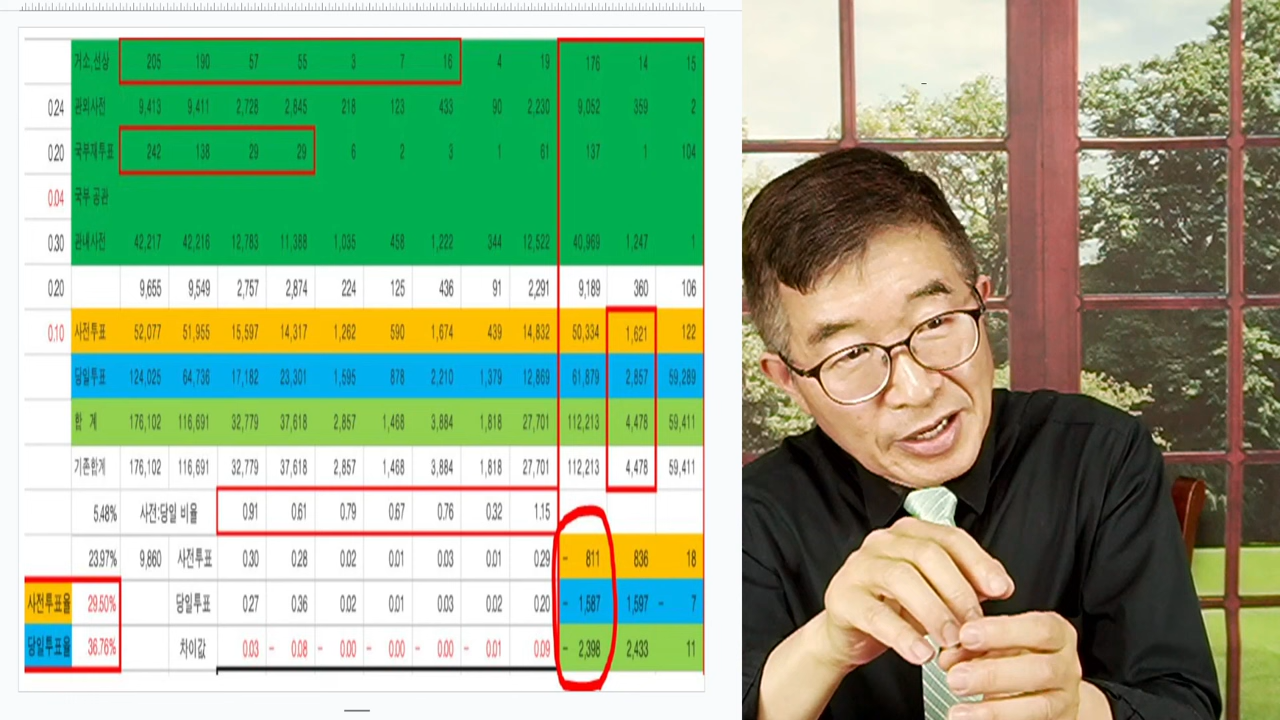 거소,선상 205 190 57 55 3 7 16 4 19 176 14 15
0.24 관외사전 9,413 9,411 2,728 2,845 218 123 433 90 2,230 9,052 359 2
0.20 국부재투표 242 138 29 29 6 2 3 1 61 137 1 104
0.04 국부 공관
0.30 관내사전 42,217 42,216 12,783 11,388 1,035 458 1,222 344 12,522 40,969 1,247 1
0.20 9,655 9,549 2,757 2,874 224 125 436 91 2,291 9,189 360 106
0.10 사전투표 52,077 51,955 15,597 14,317 1,262 590 1,674 439 14,832 50,334 1,621 122
당일투표 124,025 64,736 17,182 23,301 1,595 878 2,210 1,379 12,869 61,879 2,857 59,289
합 계 176,102 116,691 32,779 37,618 2,857 1,468 3,884 1,818 27,701 112,213 4,478 59,411
기존합계 176,102 116,691 32,779 37,618 2,857 1,468 3,884 1,818 27,701 112,213 4,478 59,411
5.48% 사전:당일 비율 0.91 0.61 0.79 0.67 0.76 0.32 1.15
23.97% 9,860 사전투표 0.30 0.28 0.02 0.01 0.03 0.01 0.29 - 811 836 18
사전투표율 29.50% 당일투표 0.27 0.36 0.02 0.01 0.03 0.02 0.20 - 1,587 1,597 - 7
당일투표율 36.76% 차이값 0.03 - 0.08 - 0.00 - 0.00 - 0.00 - 0.01 0.09 - 2,398 2,433 11